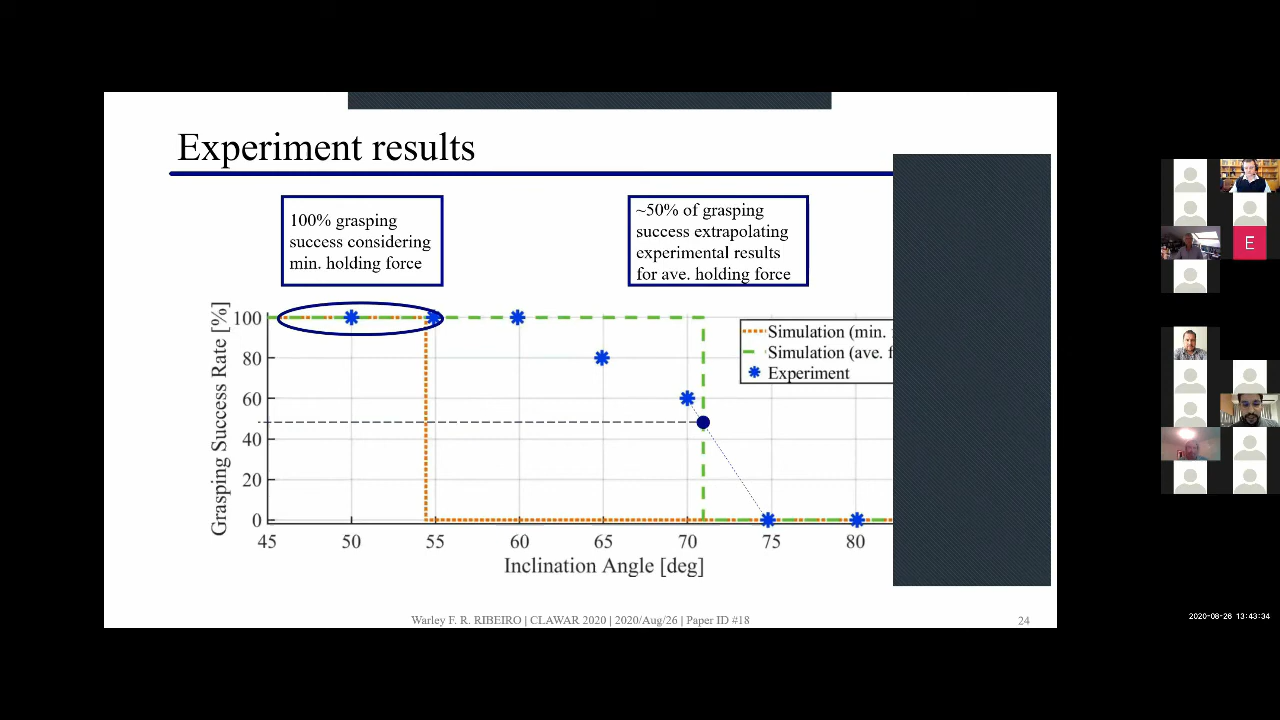 Experiment results
100% grasping
success considering
min. holding force
~50% of grasping
success extrapolating
experimental results
for ave. holding force
Grasping Success Rate [%]
100
80
60
40
20
0
Simulation (min.
Simulation (ave.
Experiment
45 50 55 60 65 70 75 80
Inclination Angle [deg]
Warley F. R. RIBEIRO | CLAWAR 2020 | 2020/Aug/26 | Paper ID #18
24
E
2020-08-26 13:43:34